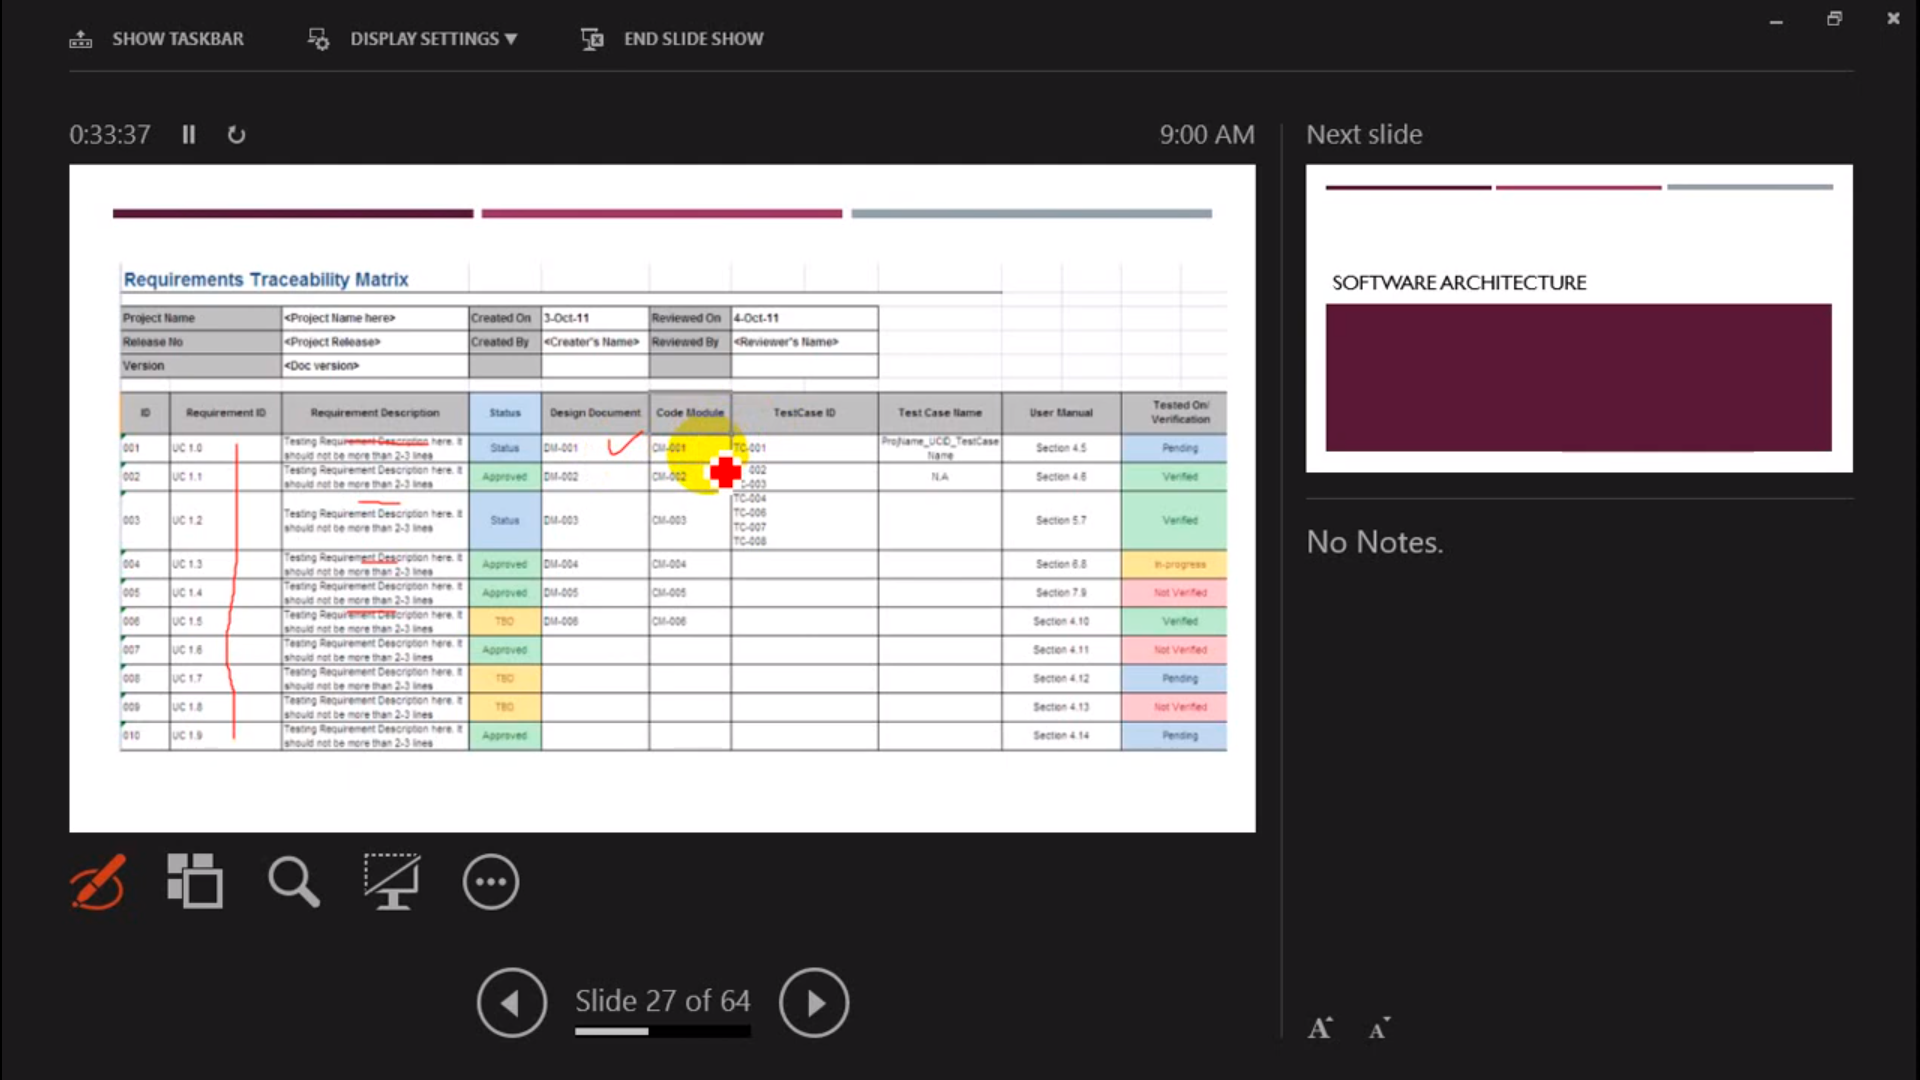 SHOW TASKBAR DISPLAY SETTINGS ▼ END SLIDE SHOW
0:33:37 9:00 AM
Next slide
Requirements Traceability Matrix
Project Name <Project Name here> Created On 3-Oct-11 Reviewed On 4-Oct-11
Release No <Project Release> Created By <Creater's Name> Reviewed By <Reviewer's Name>
Version <Doc version>
ID Requirement ID Requirement Description Status Design Document Code Module TestCase ID Test Case Name User Manual Tested On/ Verification
001 UC 1.0 Testing Requirement Description here. It should not be more than 2-3 lines Status DM-001 CM-001 TC-001 ProjName_UCID_TestCase Name Section 4.5 Pending
002 UC 1.1 Testing Requirement Description here. It should not be more than 2-3 lines Approved DM-002 CM-002 002 C-003 N.A Section 4.6 Verified
003 UC 1.2 Testing Requirement Description here. It should not be more than 2-3 lines Status DM-003 CM-003 TC-004 TC-006 TC-007 TC-008 Section 5.7 Verified
004 UC 1.3 Testing Requirement Description here. It should not be more than 2-3 lines Approved DM-004 CM-004 Section 6.8 In-progress
005 UC 1.4 Testing Requirement Description here. It should not be more than 2-3 lines Approved DM-005 CM-005 Section 7.9 Not Verified
006 UC 1.5 Testing Requirement Description here. It should not be more than 2-3 lines TBD DM-006 CM-006 Section 4.10 Verified
007 UC 1.6 Testing Requirement Description here. It should not be more than 2-3 lines Approved Section 4.11 Not Verified
008 UC 1.7 Testing Requirement Description here. It should not be more than 2-3 lines TBD Section 4.12 Pending
009 UC 1.8 Testing Requirement Description here. It should not be more than 2-3 lines TBD Section 4.13 Not Verified
010 UC 1.9 Testing Requirement Description here. It should not be more than 2-3 lines Approved Section 4.14 Pending
SOFTWARE ARCHITECTURE
No Notes.
Slide 27 of 64
A A